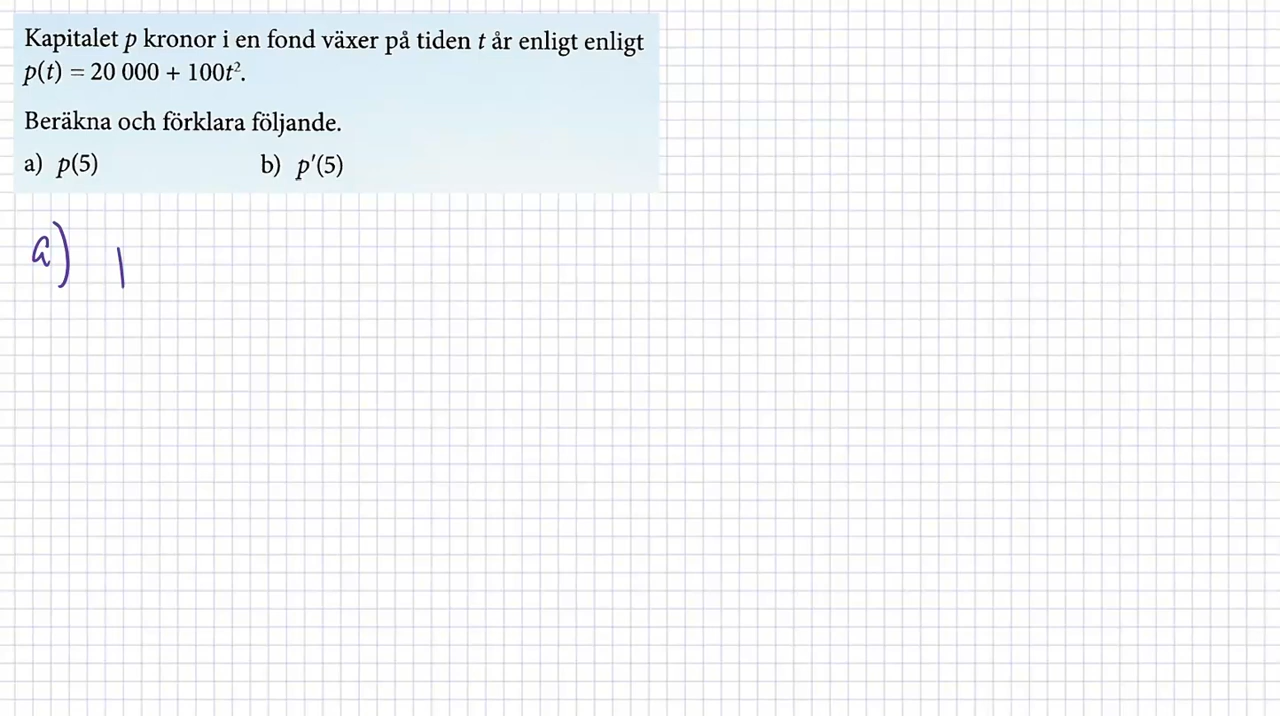 Kapitalet p kronor i en fond växer på tiden t år enligt enligt
p(t) = 20 000 + 100t².
Beräkna och förklara följande.
a) p(5) b) p′(5)
a)